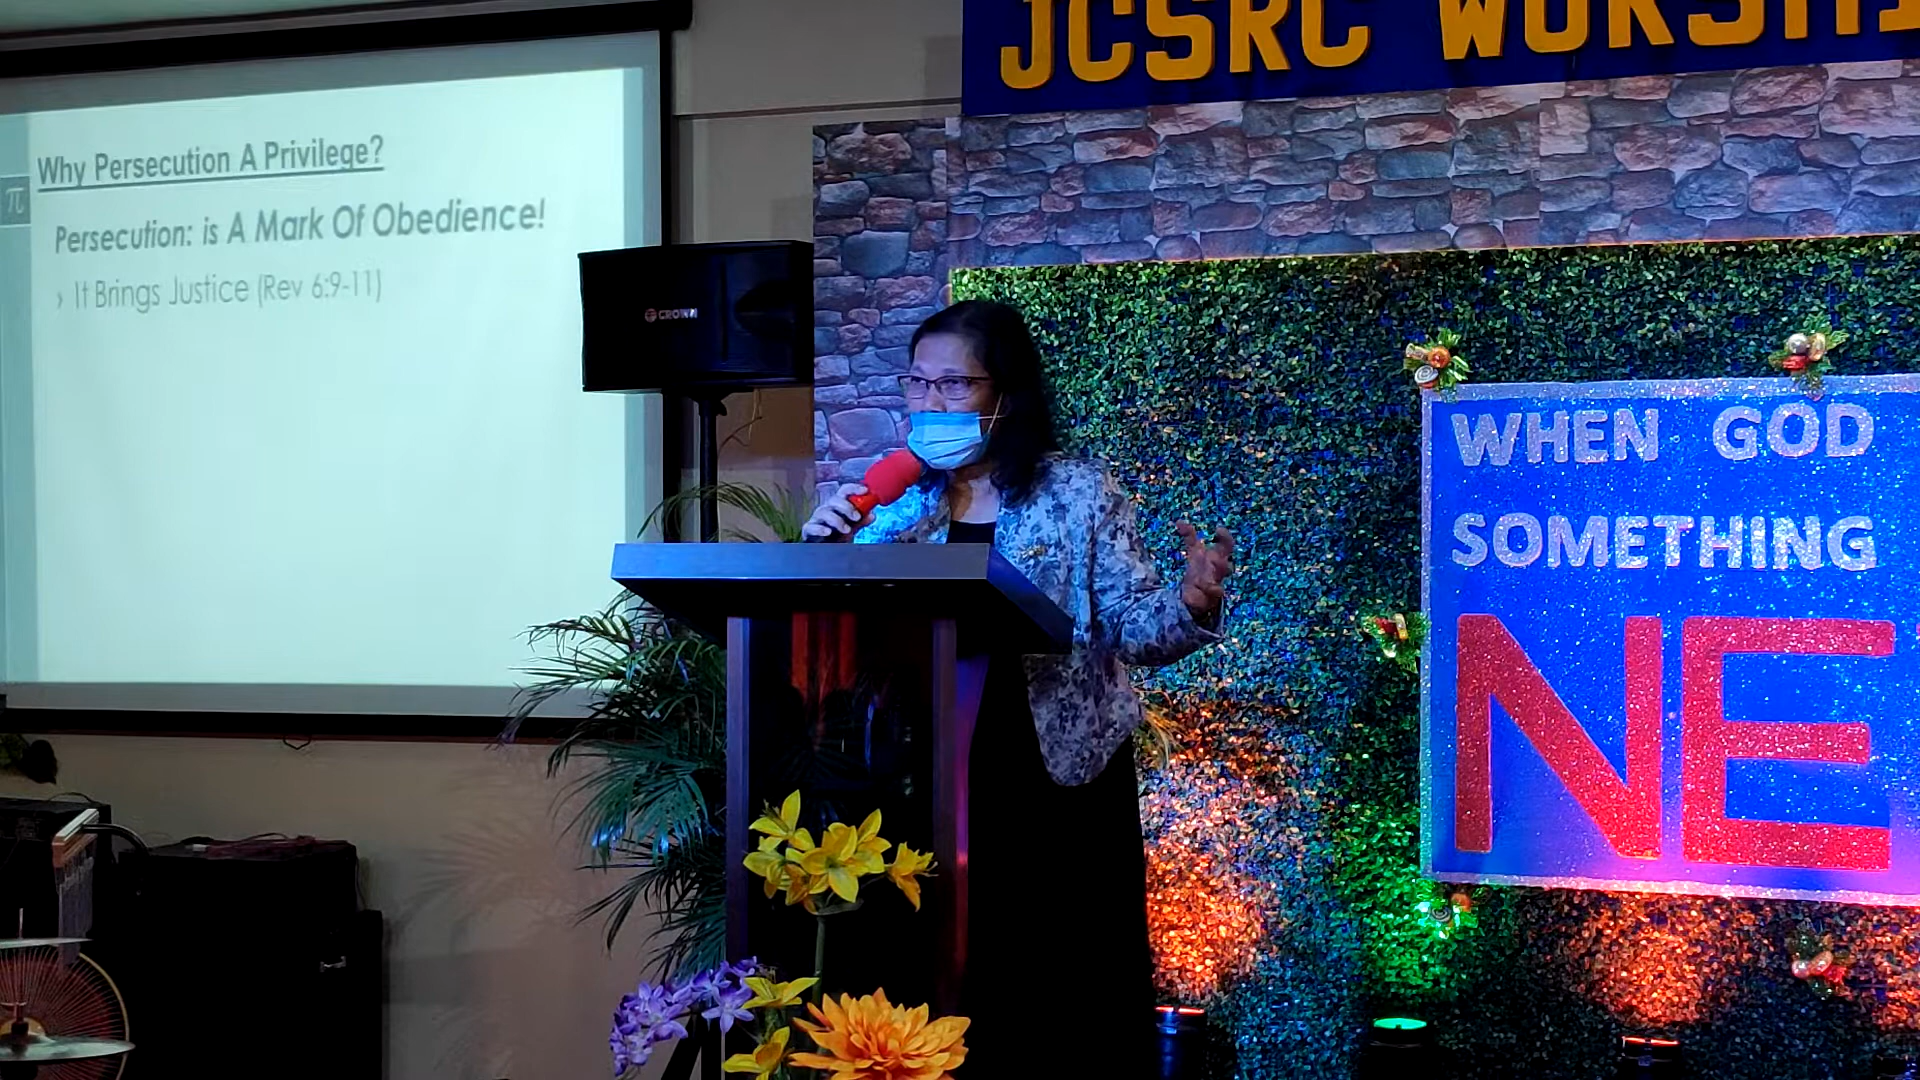 JCSRC WORSHI
Why Persecution A Privilege?
π
Persecution: is A Mark Of Obedience!
› It Brings Justice (Rev 6:9-11)
CROWN
WHEN GOD
SOMETHING
NE